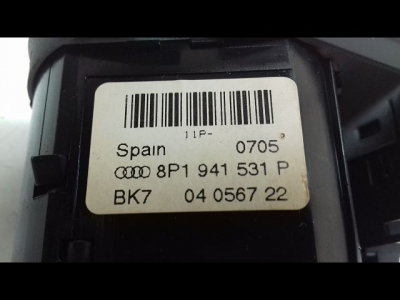 11P-
Spain 0705
8P1 941 531 P
BK7 04 0567 22